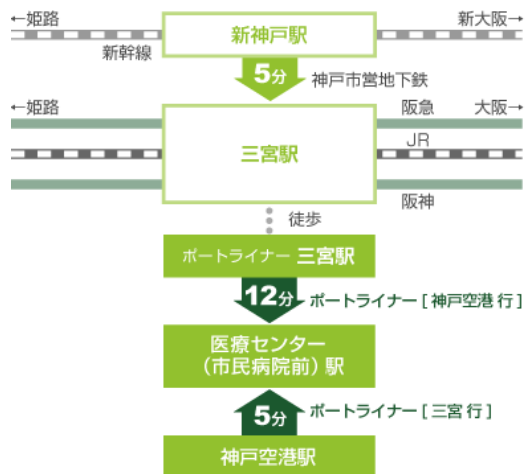 ←姫路
新神戸駅
新大阪→
新幹線
5分
神戸市営地下鉄
←姫路
阪急
大阪→
三宮駅
JR
阪神
徒歩
ポートライナー 三宮駅
12分
ポートライナー [ 神戸空港 行 ]
医療センター
（市民病院前）駅
5分
ポートライナー [ 三宮 行 ]
神戸空港駅